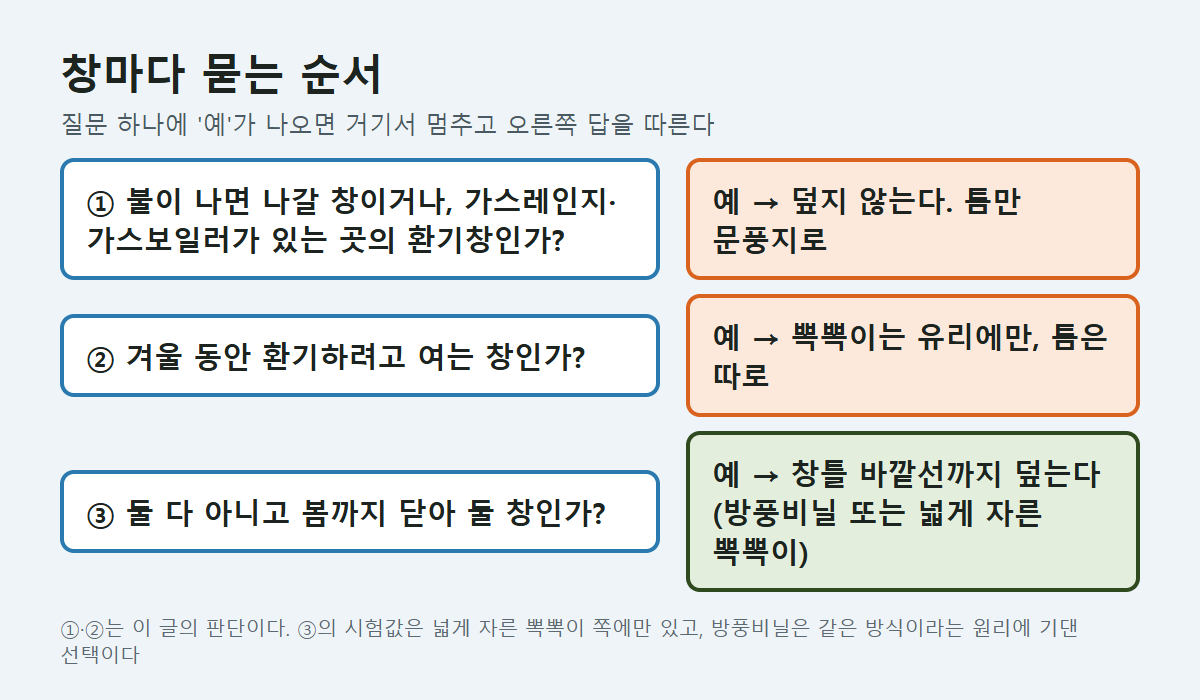 창마다 묻는 순서
질문 하나에 '예'가 나오면 거기서 멈추고 오른쪽 답을 따른다
① 불이 나면 나갈 창이거나, 가스레인지·
가스보일러가 있는 곳의 환기창인가?
예 → 덮지 않는다. 틈만
문풍지로
② 겨울 동안 환기하려고 여는 창인가?
예 → 뽁뽁이는 유리에만, 틈은
따로
③ 둘 다 아니고 봄까지 닫아 둘 창인가?
예 → 창틀 바깥선까지 덮는다
(방풍비닐 또는 넓게 자른
뽁뽁이)
①·②는 이 글의 판단이다. ③의 시험값은 넓게 자른 뽁뽁이 쪽에만 있고, 방풍비닐은 같은 방식이라는 원리에 기댄
선택이다